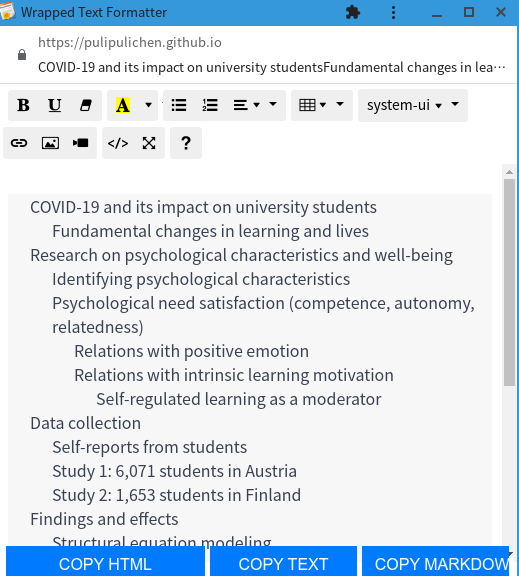 Wrapped Text Formatter
https://pulipulichen.github.io
COVID-19 and its impact on university studentsFundamental changes in lea…
B U A system-ui
</> ?
COVID-19 and its impact on university students
Fundamental changes in learning and lives
Research on psychological characteristics and well-being
Identifying psychological characteristics
Psychological need satisfaction (competence, autonomy,
relatedness)
Relations with positive emotion
Relations with intrinsic learning motivation
Self-regulated learning as a moderator
Data collection
Self-reports from students
Study 1: 6,071 students in Austria
Study 2: 1,653 students in Finland
Findings and effects
Structural equation modeling
COPY HTML COPY TEXT COPY MARKDOW